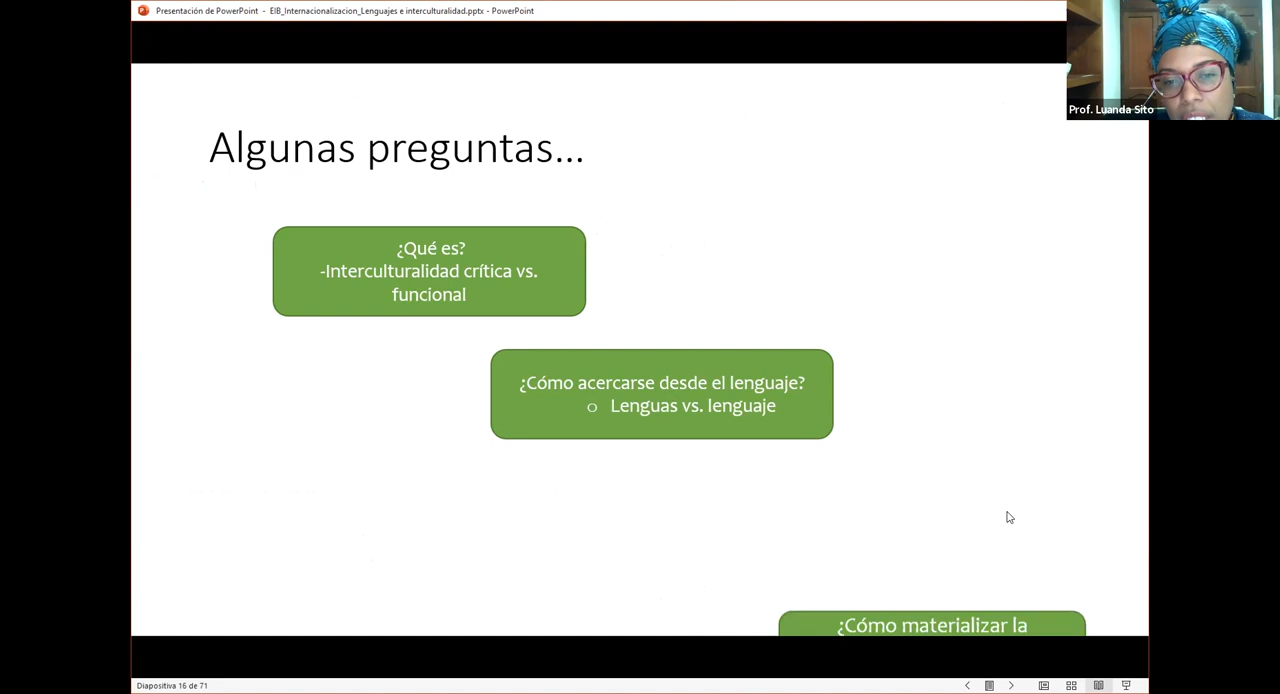 Presentación de PowerPoint - EIB_Internacionalizacion_Lenguajes e interculturalidad.pptx - PowerPoint
Prof. Luanda Sito
Algunas preguntas...
¿Qué es?
-Interculturalidad crítica vs.
funcional
¿Cómo acercarse desde el lenguaje?
o Lenguas vs. lenguaje
¿Cómo materializar la
Diapositiva 16 de 71